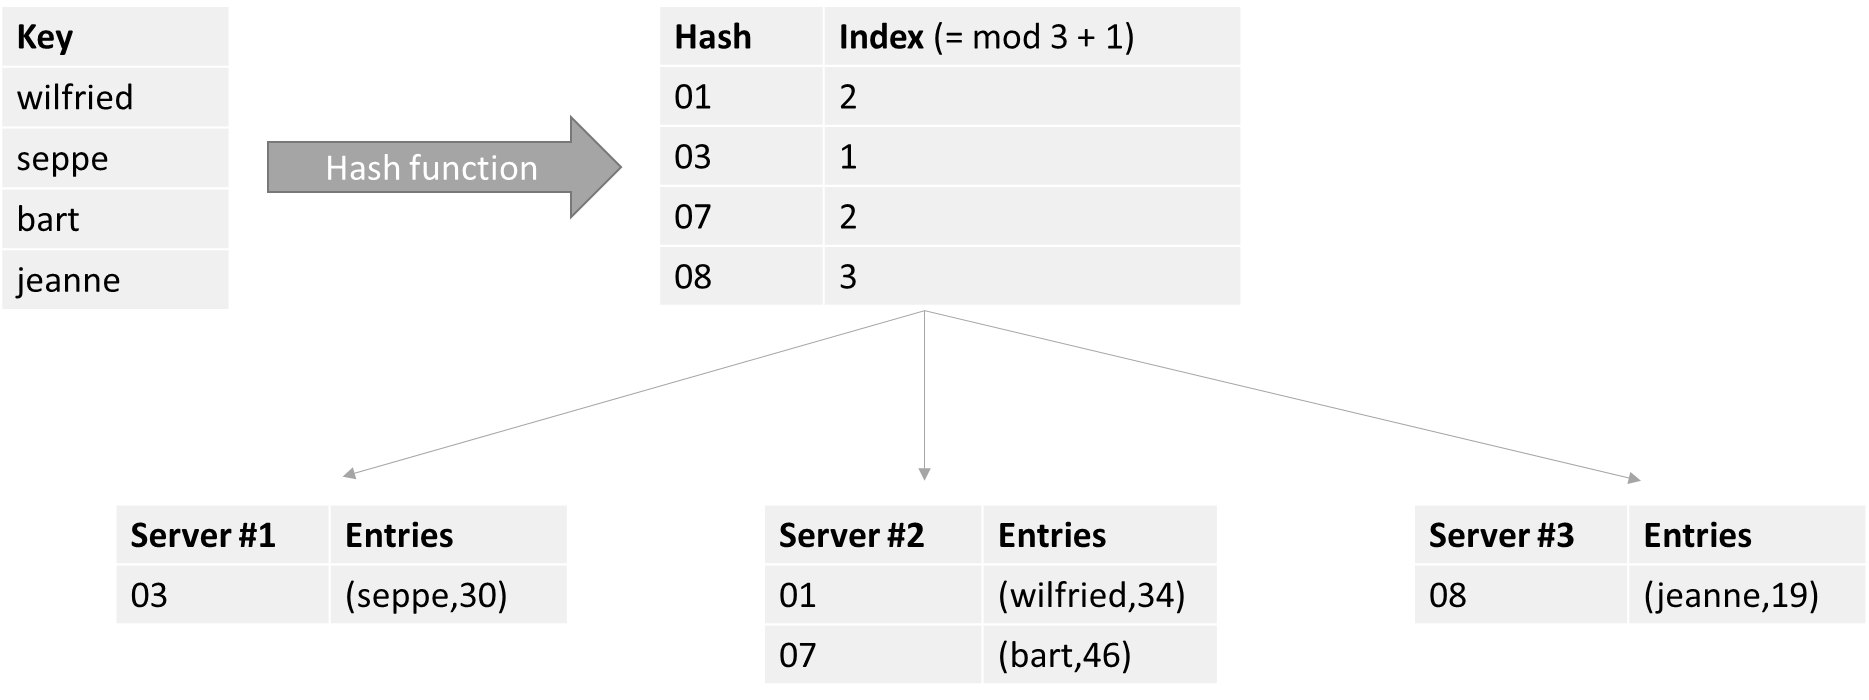 Key
wilfried
seppe
bart
jeanne
Hash function
Hash Index (= mod 3 + 1)
01 2
03 1
07 2
08 3
Server #1 Entries
03 (seppe,30)
Server #2 Entries
01 (wilfried,34)
07 (bart,46)
Server #3 Entries
08 (jeanne,19)